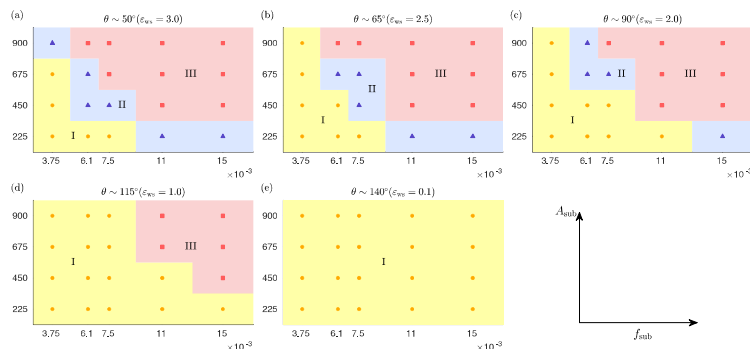 (a) θ ∼ 50°(ε_ws = 3.0)
900
675
450
225
III
II
I
3.75 6.1 7.5 11 15
×10⁻³
(b) θ ∼ 65°(ε_ws = 2.5)
900
675
450
225
III
II
I
3.75 6.1 7.5 11 15
×10⁻³
(c) θ ∼ 90°(ε_ws = 2.0)
900
675
450
225
II
III
I
3.75 6.1 7.5 11 15
×10⁻³
(d) θ ∼ 115°(ε_ws = 1.0)
900
675
450
225
III
I
3.75 6.1 7.5 11 15
×10⁻³
(e) θ ∼ 140°(ε_ws = 0.1)
900
675
450
225
I
3.75 6.1 7.5 11 15
×10⁻³
A_sub
f_sub